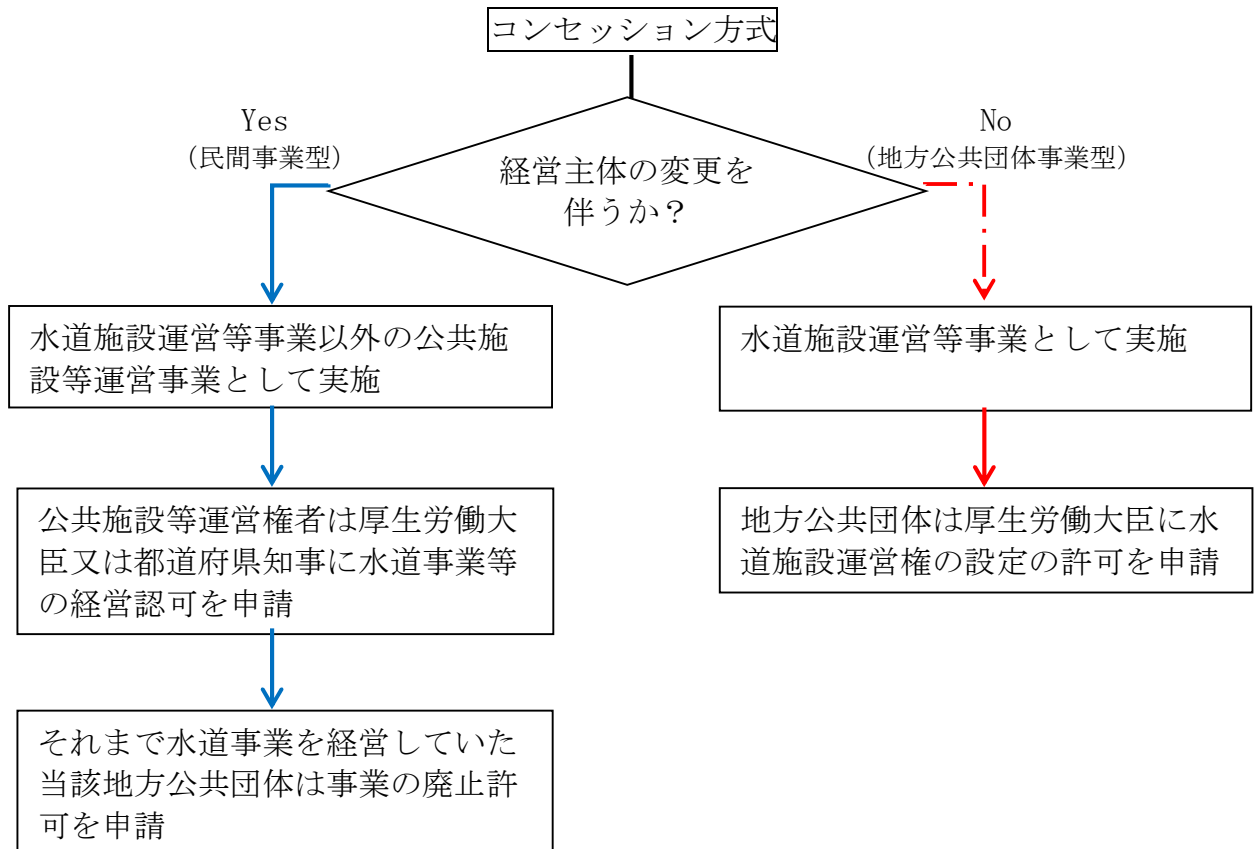 コンセッション方式
Yes
(民間事業型)
No
(地方公共団体事業型)
経営主体の変更を
伴うか？
水道施設運営等事業以外の公共施
設等運営事業として実施
水道施設運営等事業として実施
公共施設等運営権者は厚生労働大
臣又は都道府県知事に水道事業等
の経営認可を申請
地方公共団体は厚生労働大臣に水
道施設運営権の設定の許可を申請
それまで水道事業を経営していた
当該地方公共団体は事業の廃止許
可を申請